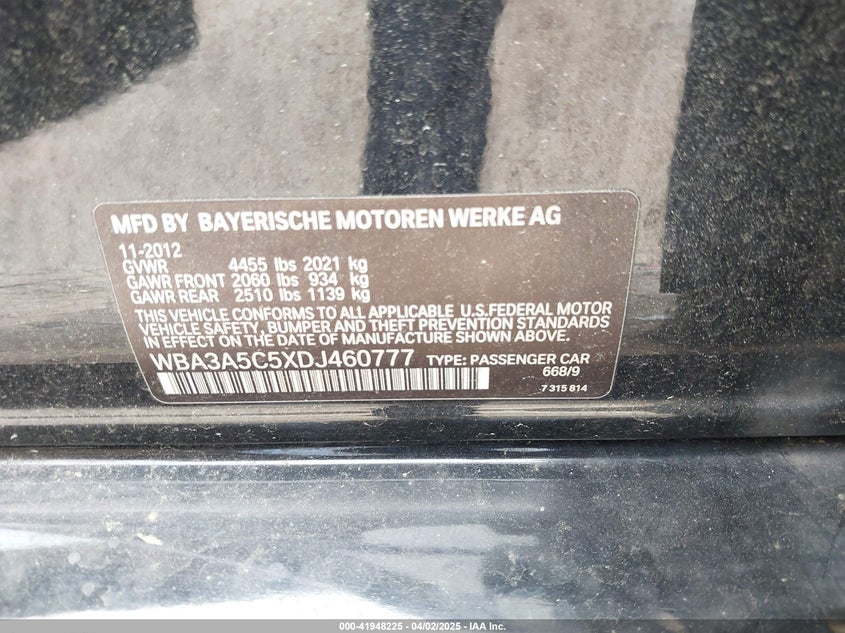 MFD BY BAYERISCHE MOTOREN WERKE AG
11-2012
GVWR 4455 lbs 2021 kg
GAWR FRONT 2060 lbs 934 kg
GAWR REAR 2510 lbs 1139 kg
THIS VEHICLE CONFORMS TO ALL APPLICABLE U.S.FEDERAL MOTOR
VEHICLE SAFETY, BUMPER AND THEFT PREVENTION STANDARDS
IN EFFECT ON THE DATE OF MANUFACTURE SHOWN ABOVE.
WBA3A5C5XDJ460777 TYPE: PASSENGER CAR
668/9
7 315 814
000-41948225 - 04/02/2025 - IAA Inc.